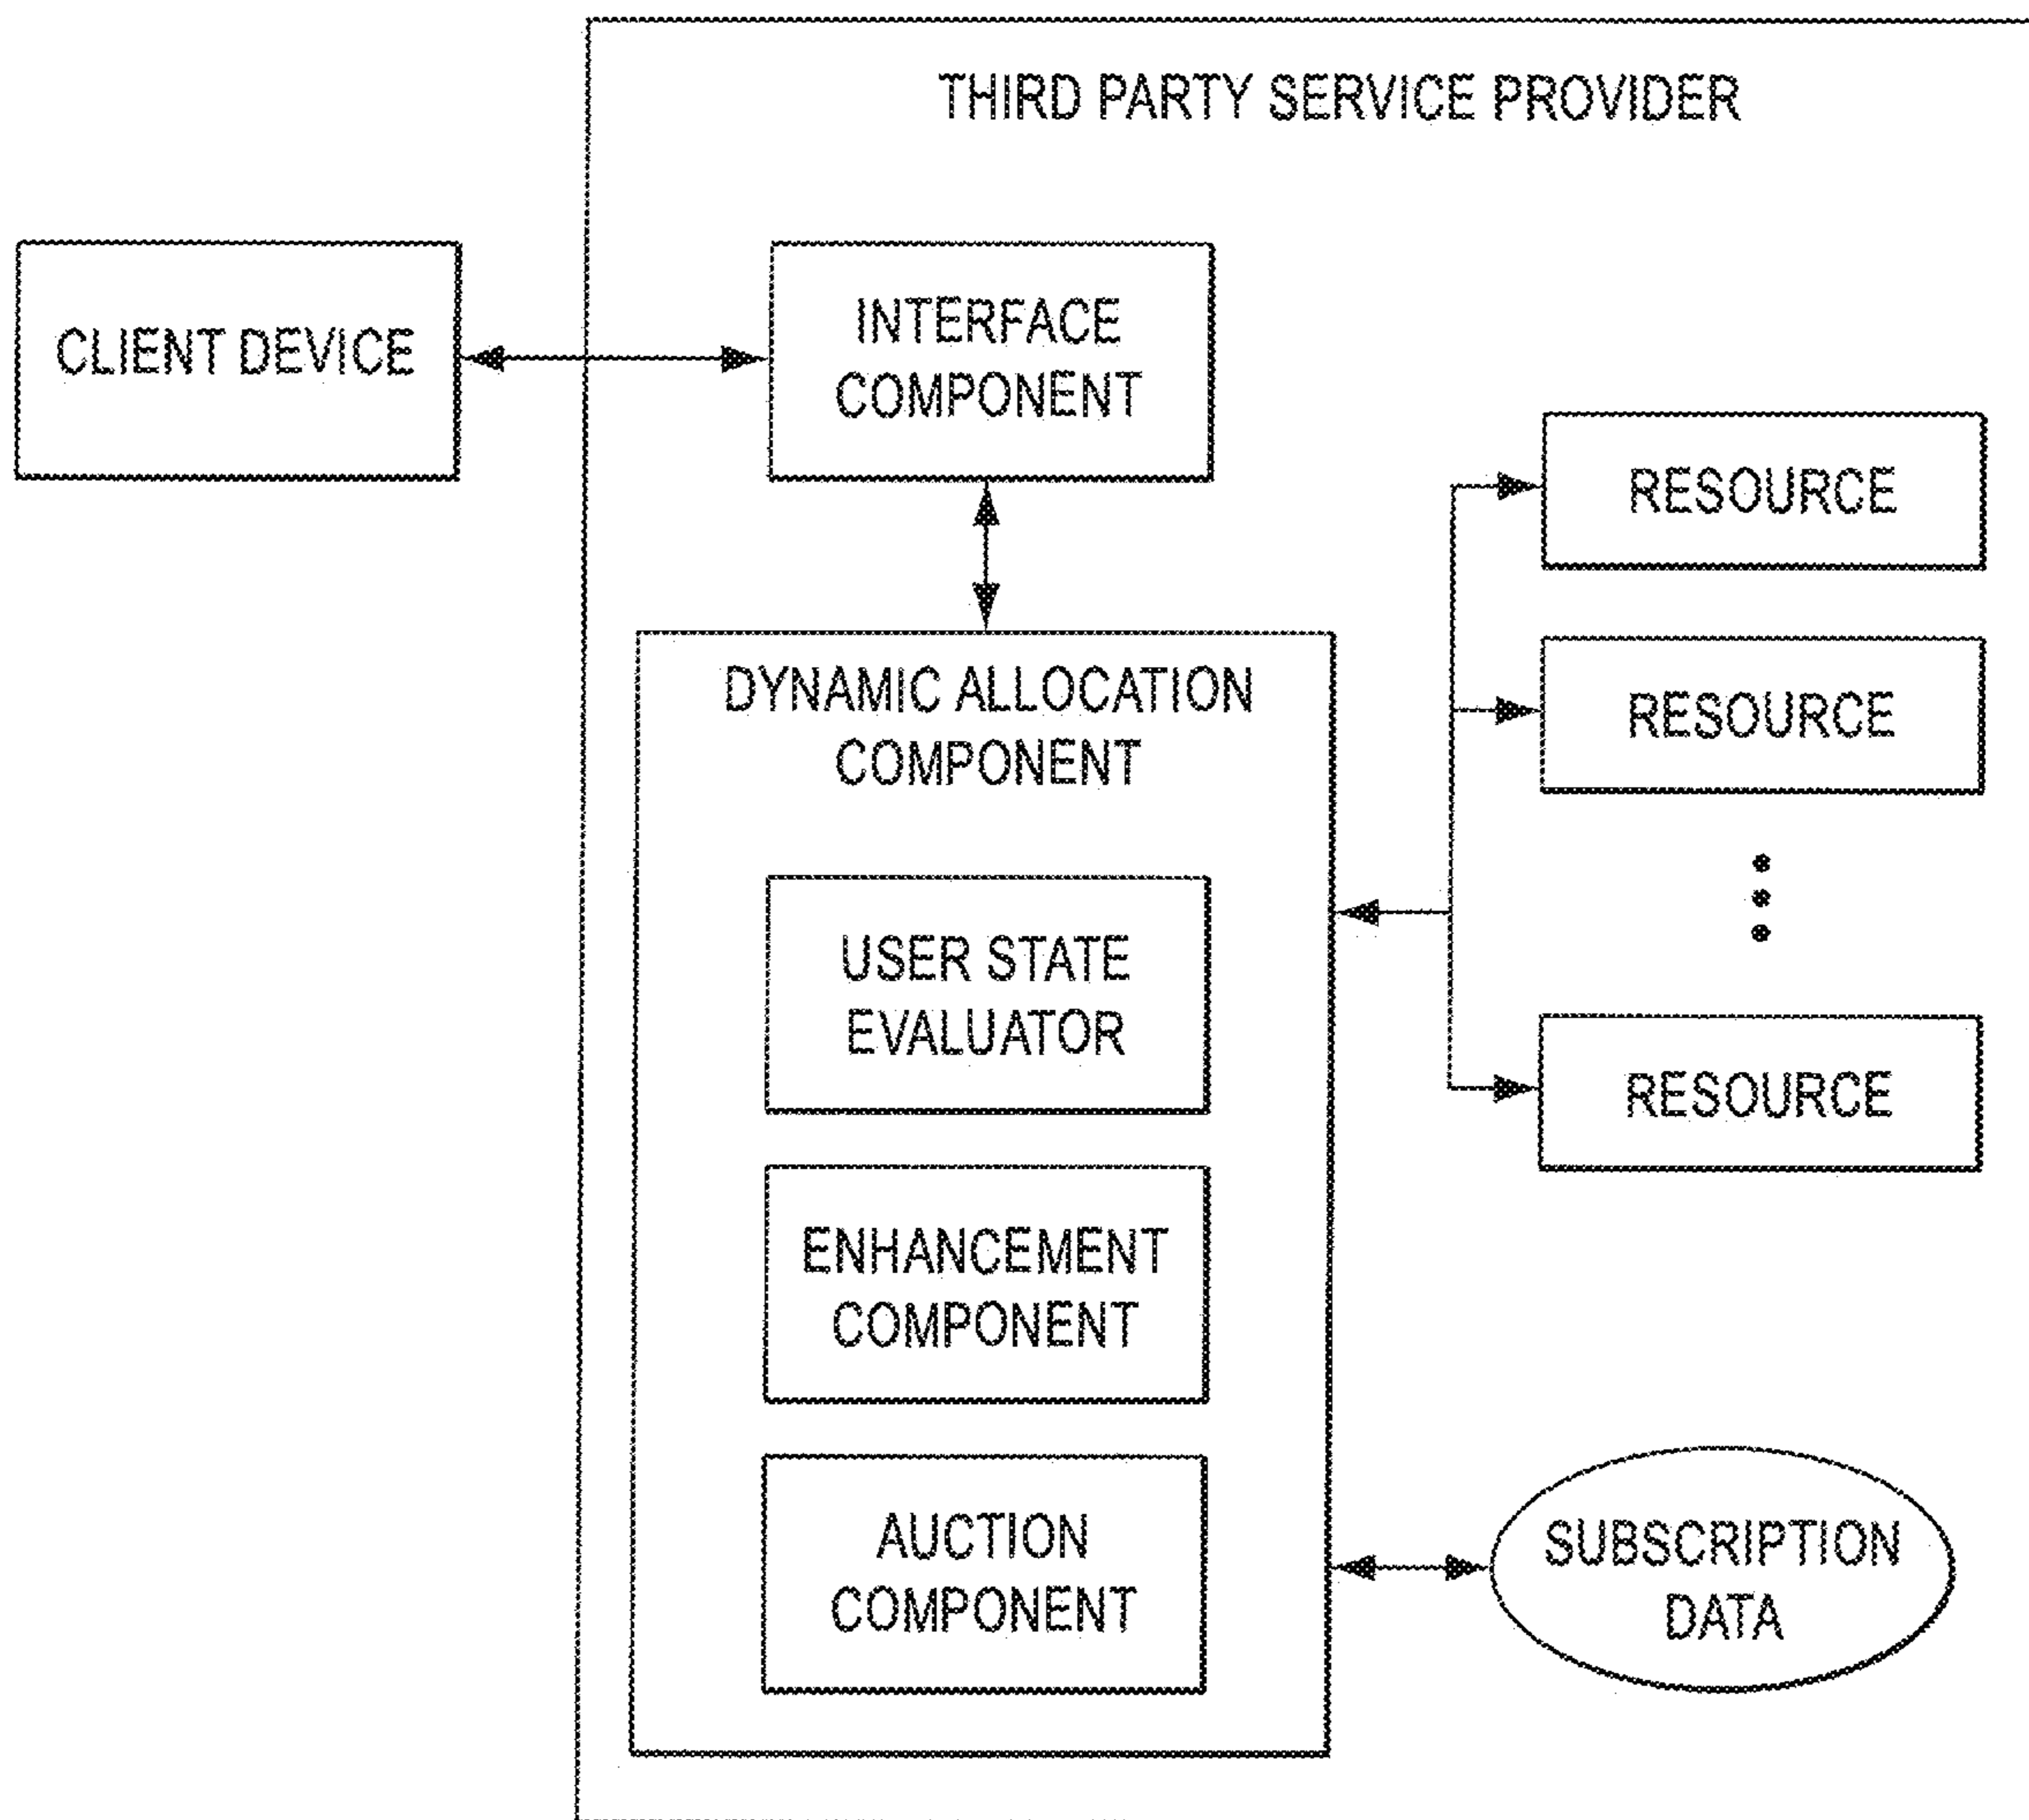 THIRD PARTY SERVICE PROVIDER
CLIENT DEVICE
INTERFACE
COMPONENT
RESOURCE
RESOURCE
RESOURCE
DYNAMIC ALLOCATION
COMPONENT
USER STATE
EVALUATOR
ENHANCEMENT
COMPONENT
AUCTION
COMPONENT
SUBSCRIPTION
DATA